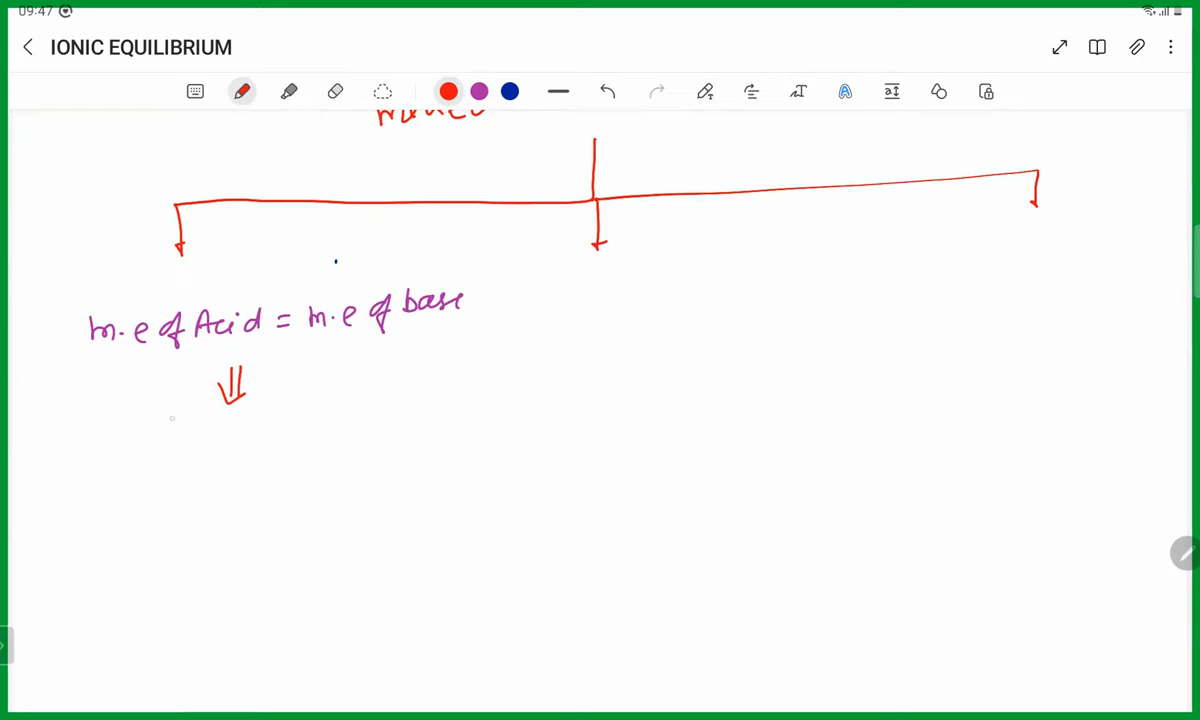 09:47
IONIC EQUILIBRIUM
m.e of Acid = m.e of base